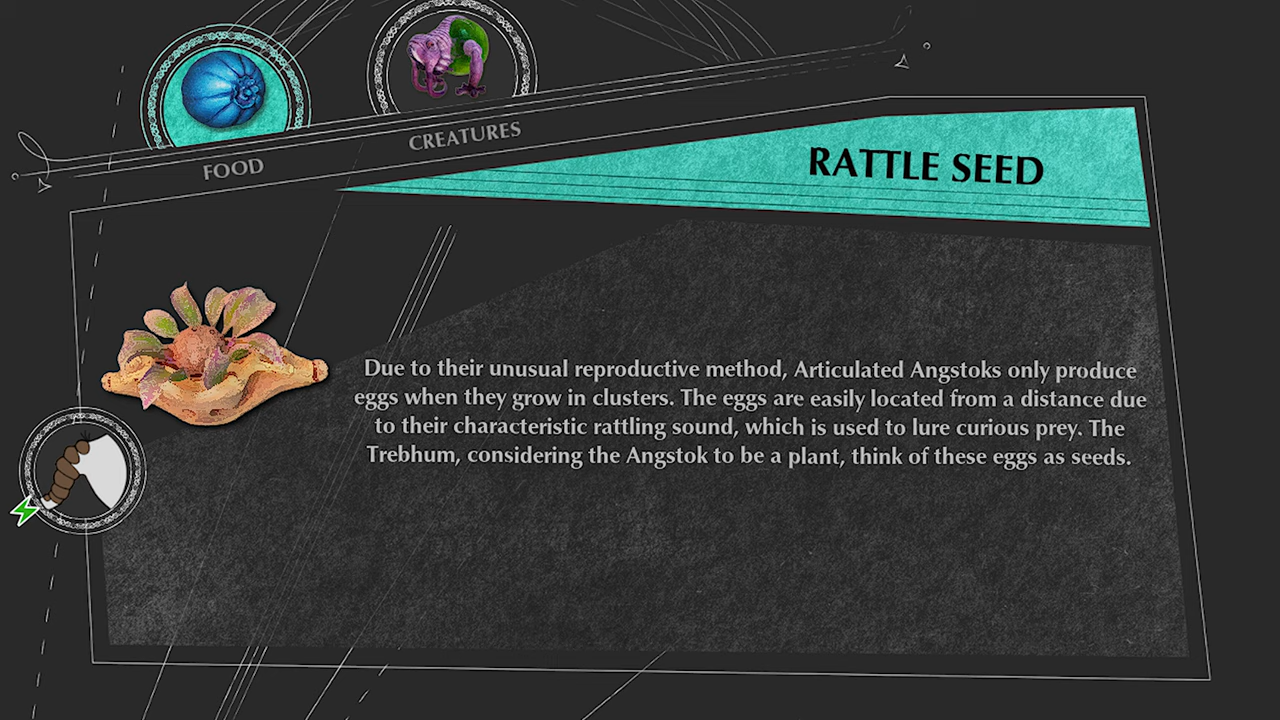 FOOD
CREATURES
RATTLE SEED
Due to their unusual reproductive method, Articulated Angstoks only produce
eggs when they grow in clusters. The eggs are easily located from a distance due
to their characteristic rattling sound, which is used to lure curious prey. The
Trebhum, considering the Angstok to be a plant, think of these eggs as seeds.